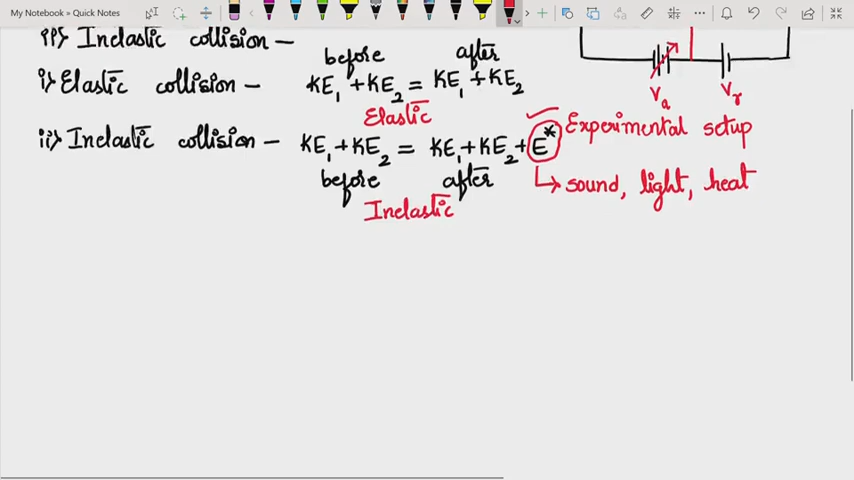 My Notebook » Quick Notes
ii> Inelastic collision –
before after
i> Elastic collision – KE₁ + KE₂ = KE₁ + KE₂
Elastic
ii> Inelastic collision – KE₁ + KE₂ = KE₁ + KE₂ + E*
before after
Inelastic
Va Vr
Experimental setup
↳ sound, light, heat